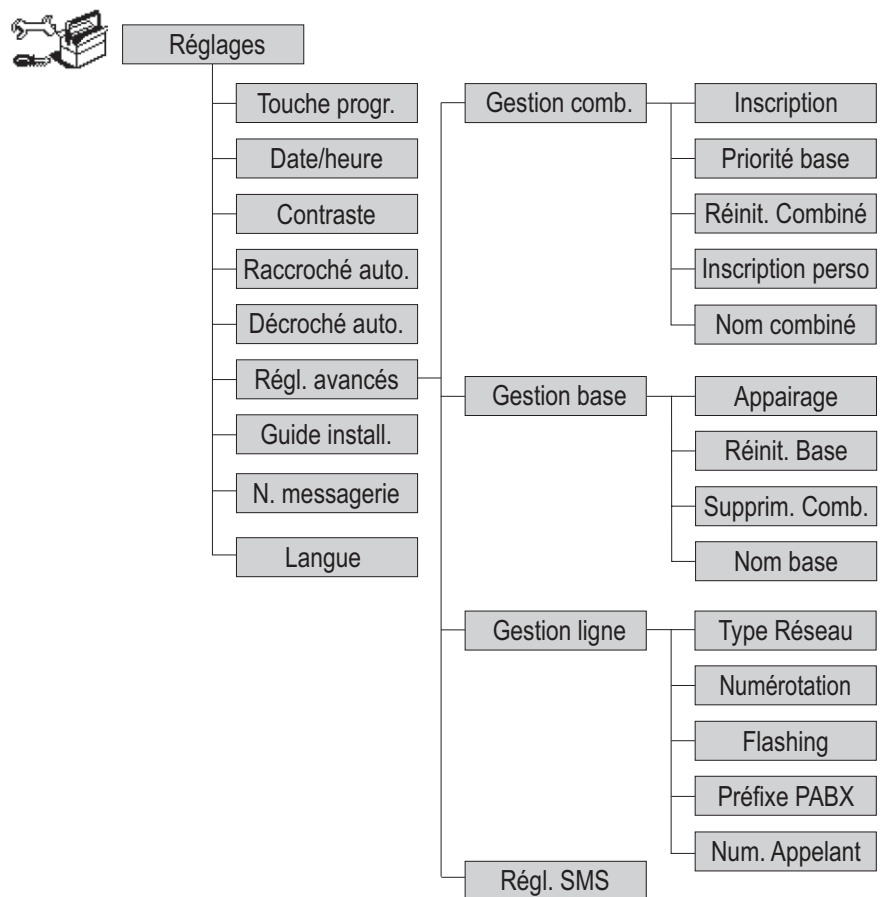 Réglages
Touche progr.
Date/heure
Contraste
Raccroché auto.
Décroché auto.
Régl. avancés
Guide install.
N. messagerie
Langue
Gestion comb.
Inscription
Priorité base
Réinit. Combiné
Inscription perso
Nom combiné
Gestion base
Appairage
Réinit. Base
Supprim. Comb.
Nom base
Gestion ligne
Type Réseau
Numérotation
Flashing
Préfixe PABX
Num. Appelant
Régl. SMS